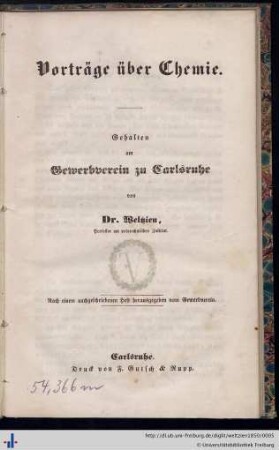 Vorträge über Chemie.
Gehalten
am
Gewerbverein zu Carlsruhe
von
Dr. Weltzien,
Professor am polytechnischen Institut.
Nach einem nachgeschriebenen Heft herausgegeben vom Gewerbverein.
Carlsruhe.
Druck von F. Gutsch & Rupp.
54,366 m
http://dl.ub.uni-freiburg.de/diglit/weltzien1850/0005
© Universitätsbibliothek Freiburg